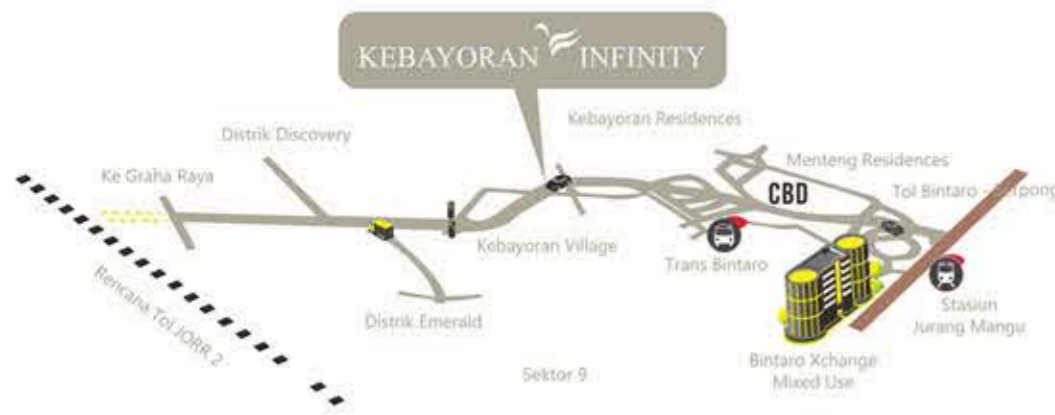 KEBAYORAN INFINITY
Kebayoran Residences
Distrik Discovery
Menteng Residences
Ke Graha Raya
CBD
Tol Bintaro - Serpong
Kebayoran Village
Trans Bintaro
Rencana Tol JORR 2
Distrik Emerald
Stasiun
Jurang Mangu
Bintaro Xchange
Mixed Use
Sektor 9